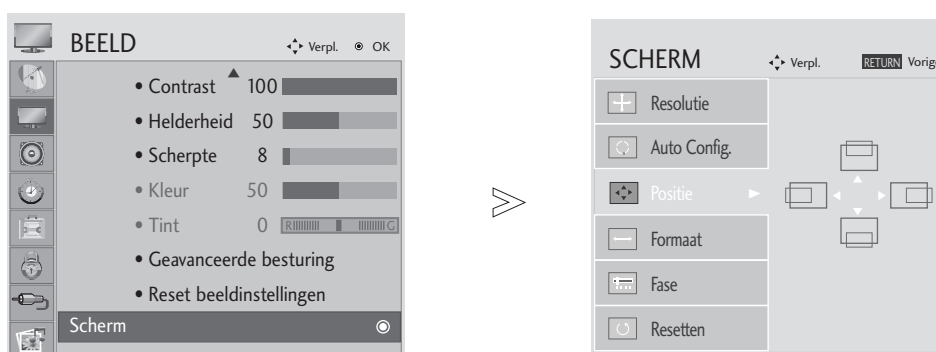 BEELD
Verpl. OK
• Contrast 100
• Helderheid 50
• Scherpte 8
• Kleur 50
• Tint 0 R G
• Geavanceerde besturing
• Reset beeldinstellingen
Scherm
SCHERM
Verpl. RETURN Vorige
Resolutie
Auto Config.
Positie
Formaat
Fase
Resetten